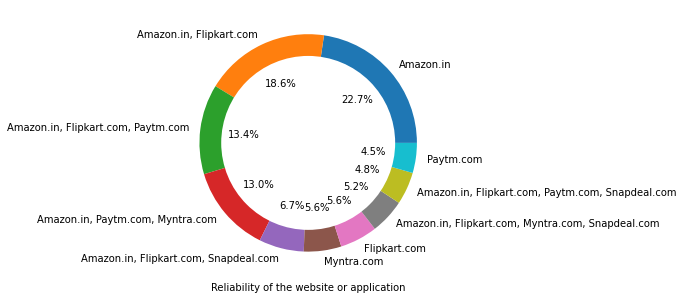 Amazon.in, Flipkart.com
Amazon.in
18.6%
22.7%
Amazon.in, Flipkart.com, Paytm.com
13.4%
4.5%
Paytm.com
4.8%
13.0%
5.2%
Amazon.in, Flipkart.com, Paytm.com, Snapdeal.com
5.6%
6.7%
5.6%
Amazon.in, Paytm.com, Myntra.com
Amazon.in, Flipkart.com, Myntra.com, Snapdeal.com
Flipkart.com
Amazon.in, Flipkart.com, Snapdeal.com
Myntra.com
Reliability of the website or application